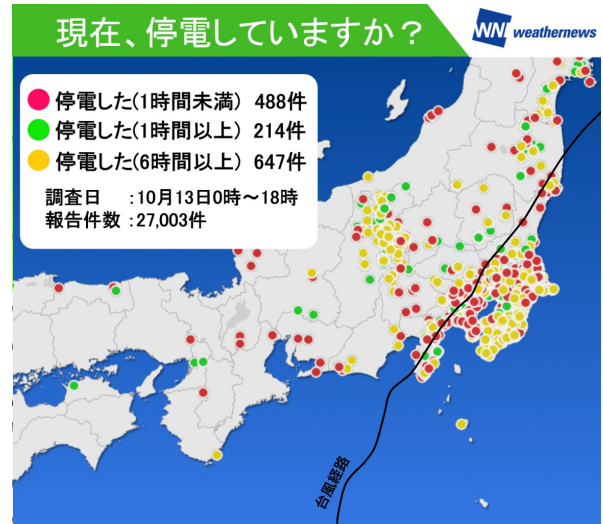 現在、停電していますか？
WNI weathernews
停電した(1時間未満) 488件
停電した(1時間以上) 214件
停電した(6時間以上) 647件
調査日 :10月13日0時～18時
報告件数 :27,003件
台風経路